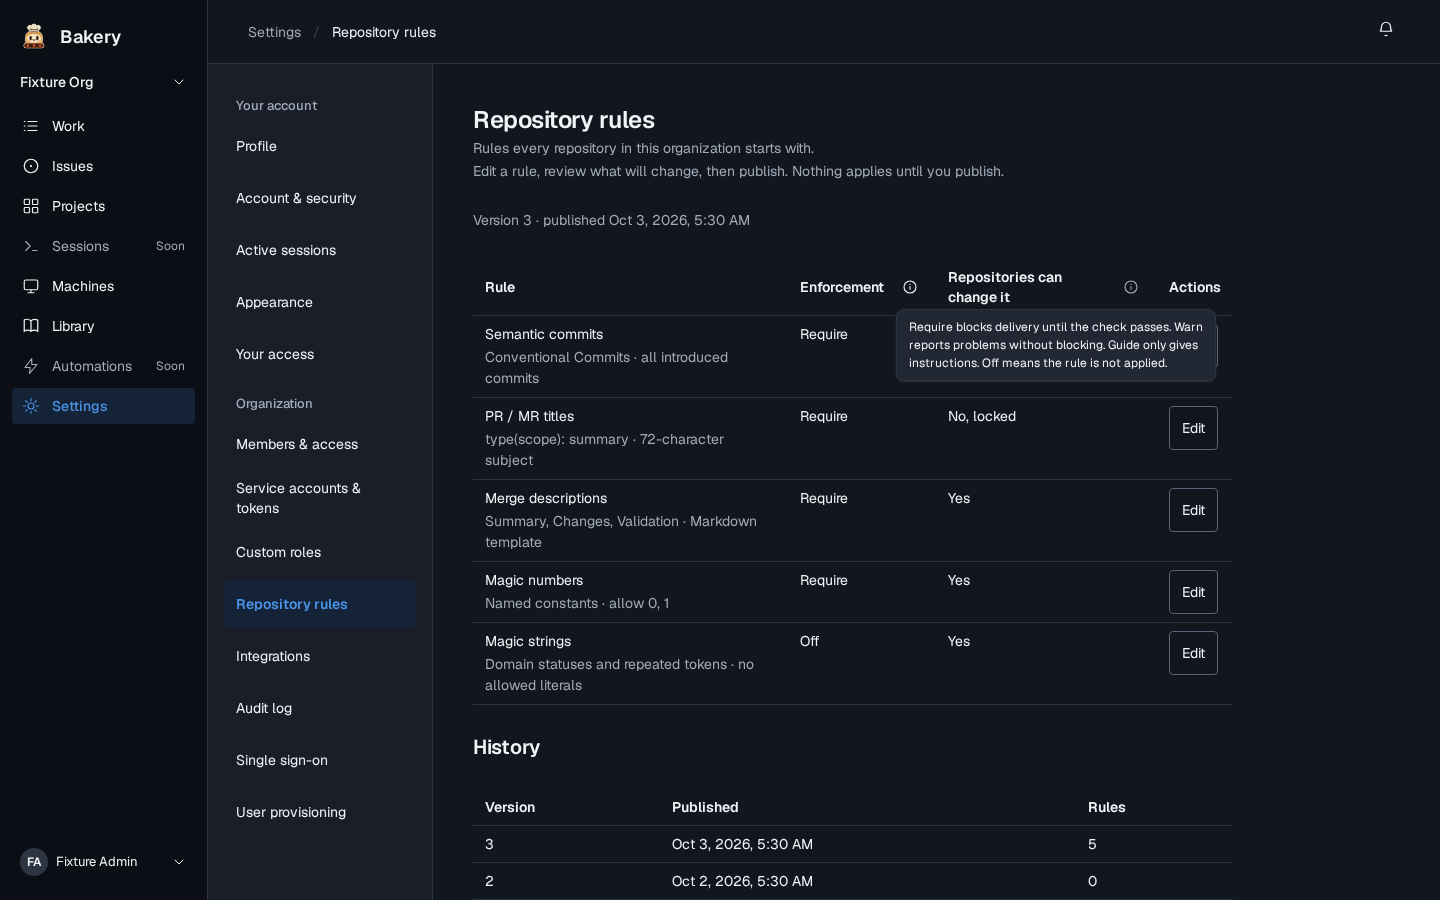 Bakery
Fixture Org
Work
Issues
Projects
Sessions Soon
Machines
Library
Automations Soon
Settings
FA Fixture Admin
Settings / Repository rules
Your account
Profile
Account & security
Active sessions
Appearance
Your access
Organization
Members & access
Service accounts &
tokens
Custom roles
Repository rules
Integrations
Audit log
Single sign-on
User provisioning
Repository rules
Rules every repository in this organization starts with.
Edit a rule, review what will change, then publish. Nothing applies until you publish.
Version 3 · published Oct 3, 2026, 5:30 AM
Rule Enforcement Repositories can
change it Actions
Semantic commits Require
Conventional Commits · all introduced
commits
Require blocks delivery until the check passes. Warn
reports problems without blocking. Guide only gives
instructions. Off means the rule is not applied.
PR / MR titles Require No, locked Edit
type(scope): summary · 72-character
subject
Merge descriptions Require Yes Edit
Summary, Changes, Validation · Markdown
template
Magic numbers Require Yes Edit
Named constants · allow 0, 1
Magic strings Off Yes Edit
Domain statuses and repeated tokens · no
allowed literals
History
Version Published Rules
3 Oct 3, 2026, 5:30 AM 5
2 Oct 2, 2026, 5:30 AM 0